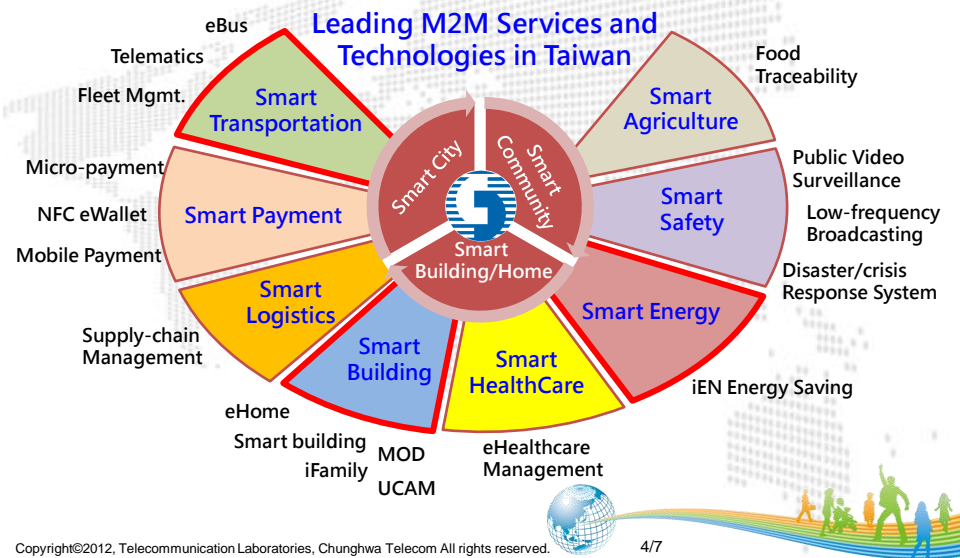 Leading M2M Services and
Technologies in Taiwan
eBus
Telematics
Fleet Mgmt.
Smart
Transportation
Micro-payment
NFC eWallet
Mobile Payment
Smart Payment
Supply-chain
Management
Smart
Logistics
eHome
Smart building
iFamily
MOD
UCAM
Smart
Building
eHealthcare
Management
Smart
HealthCare
iEN Energy Saving
Smart Energy
Public Video
Surveillance
Low-frequency
Broadcasting
Disaster/crisis
Response System
Smart
Safety
Food
Traceability
Smart
Agriculture
Smart City
Smart
Community
Smart
Building/Home
Copyright©2012, Telecommunication Laboratories, Chunghwa Telecom All rights reserved.
4/7